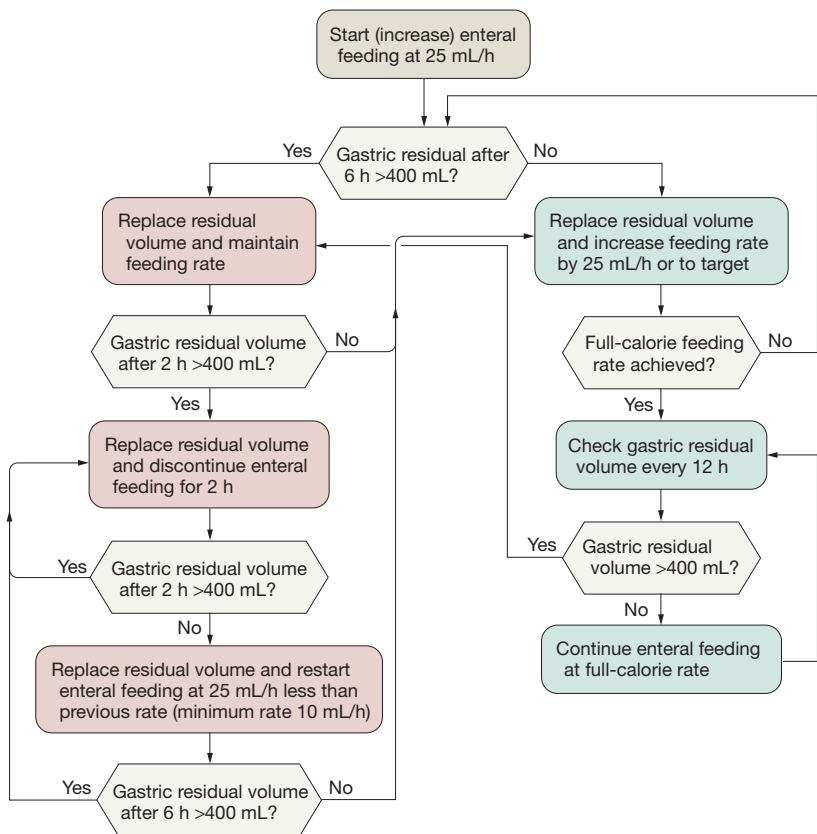 Start (increase) enteral
feeding at 25 mL/h
Yes
Gastric residual after
6 h >400 mL?
No
Replace residual
volume and maintain
feeding rate
Replace residual volume
and increase feeding rate
by 25 mL/h or to target
Gastric residual volume
after 2 h >400 mL?
No
Full-calorie feeding
rate achieved?
No
Yes
Yes
Replace residual volume
and discontinue enteral
feeding for 2 h
Check gastric residual
volume every 12 h
Yes
Gastric residual volume
after 2 h >400 mL?
Yes
Gastric residual
volume >400 mL?
No
No
Replace residual volume and restart
enteral feeding at 25 mL/h less than
previous rate (minimum rate 10 mL/h)
Continue enteral feeding
at full-calorie rate
Yes
Gastric residual volume
after 6 h >400 mL?
No